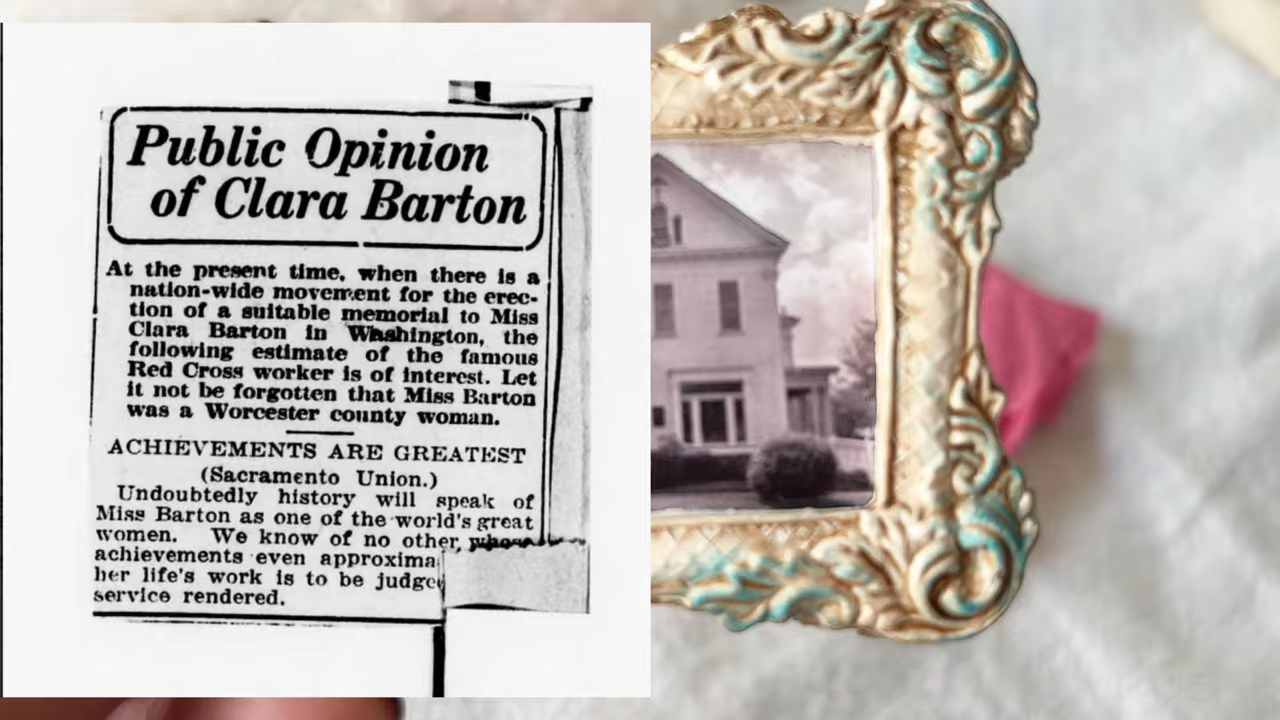 Public Opinion
of Clara Barton
At the present time, when there is a
nation-wide movement for the erec-
tion of a suitable memorial to Miss
Clara Barton in Washington, the
following estimate of the famous
Red Cross worker is of interest. Let
it not be forgotten that Miss Barton
was a Worcester county woman.
ACHIEVEMENTS ARE GREATEST
(Sacramento Union.)
Undoubtedly history will speak of
Miss Barton as one of the world's great
women. We know of no other, whose
achievements even approxima
her life's work is to be judge
service rendered.